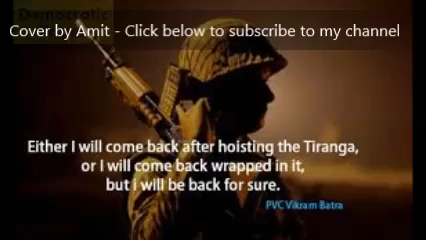 Democratic
Cover by Amit - Click below to subscribe to my channel
Either I will come back after hoisting the Tiranga,
or I will come back wrapped in it,
but i will be back for sure.
PVC Vikram Batra